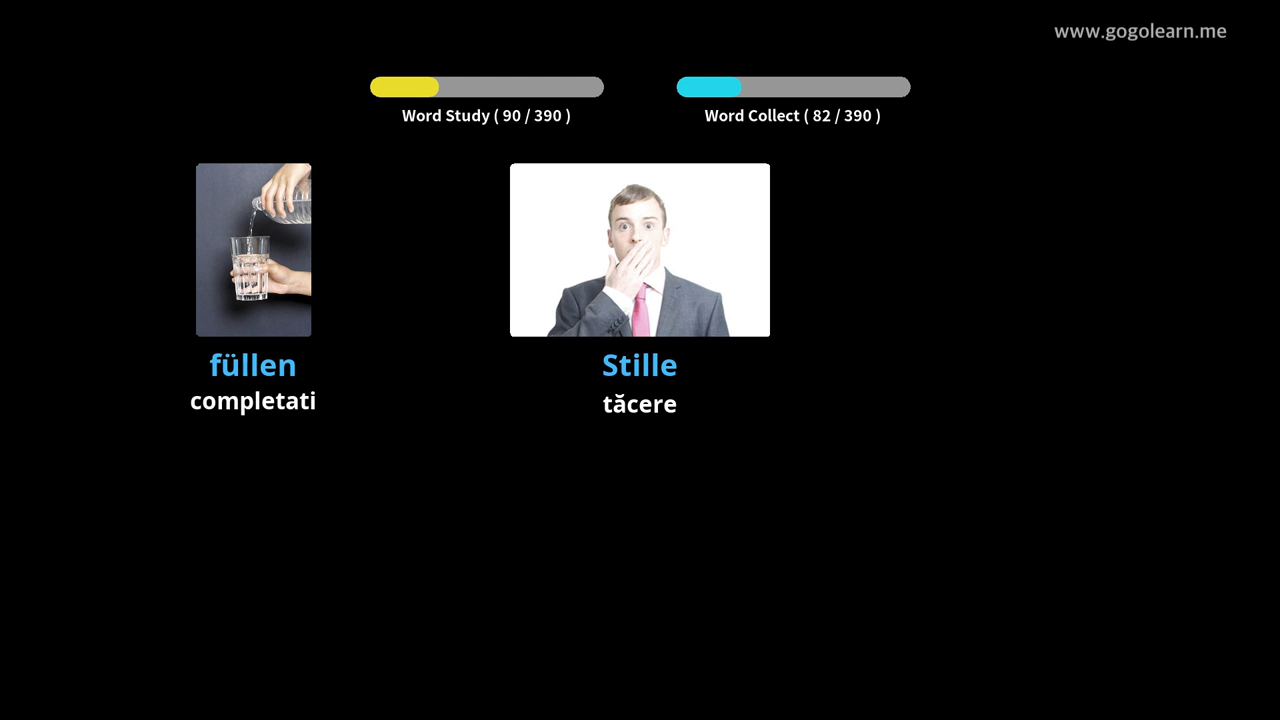 www.gogolearn.me
Word Study ( 90 / 390 )
Word Collect ( 82 / 390 )
füllen
completati
Stille
tăcere